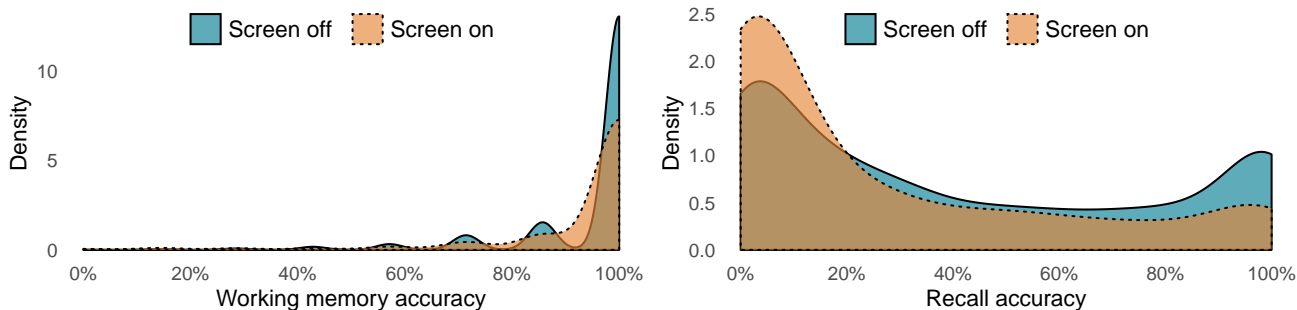 Screen off Screen on
Density
10
5
0
0% 20% 40% 60% 80% 100%
Working memory accuracy
Screen off Screen on
Density
2.5
2.0
1.5
1.0
0.5
0.0
0% 20% 40% 60% 80% 100%
Recall accuracy